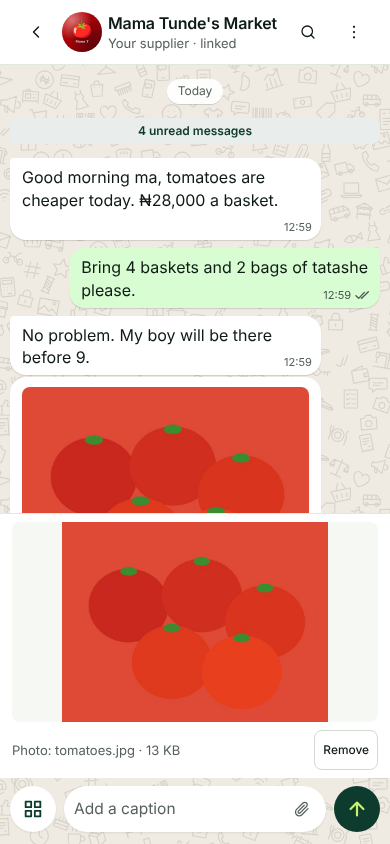 Mama Tunde's Market
Your supplier · linked
Today
4 unread messages
Good morning ma, tomatoes are
cheaper today. ₦28,000 a basket.
12:59
Bring 4 baskets and 2 bags of tatashe
please.
12:59
No problem. My boy will be there
before 9.
12:59
Photo: tomatoes.jpg · 13 KB
Remove
Add a caption